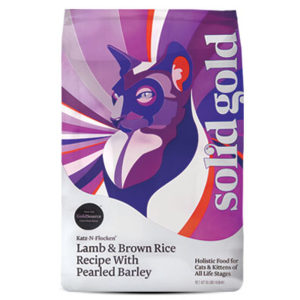 solid gold
GoldSource
Katz-N-Flocken®
Lamb & Brown Rice
Recipe With
Pearled Barley
Holistic Food for
Cats & Kittens of
All Life Stages